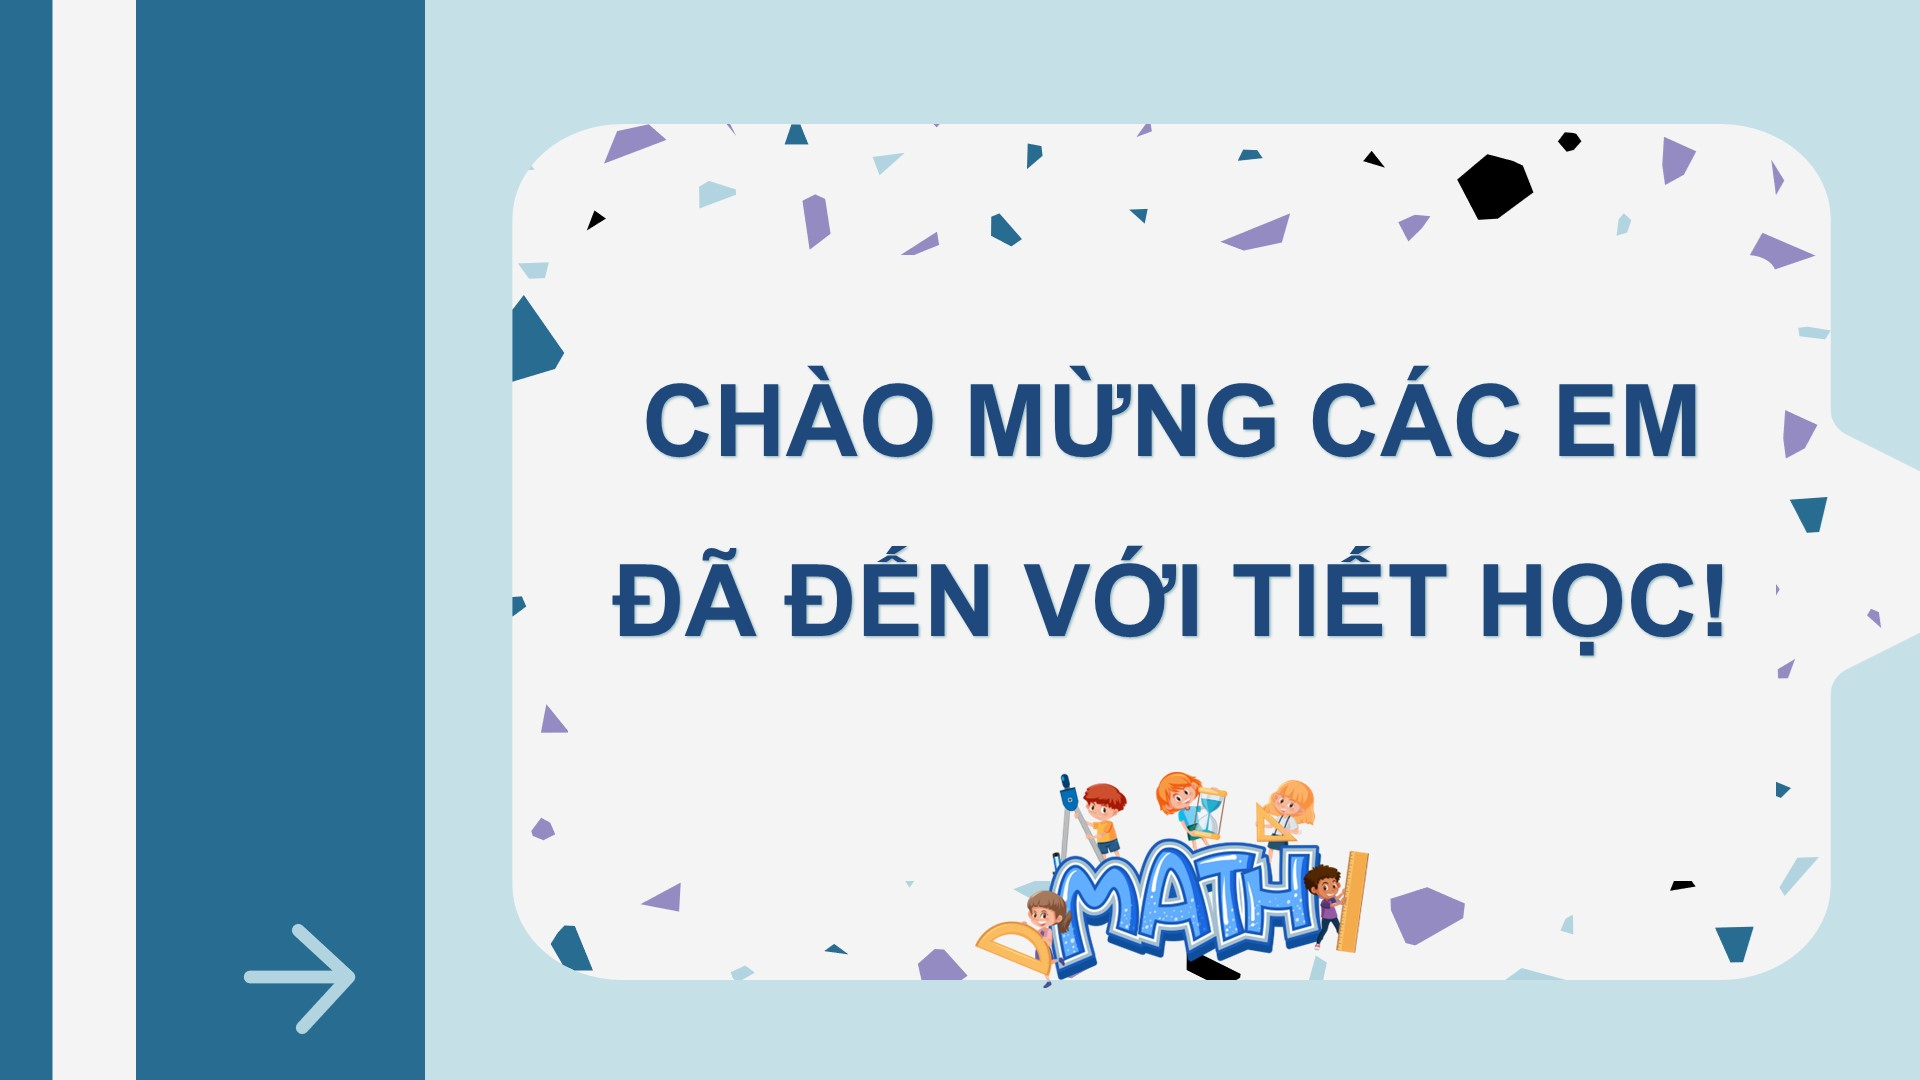 CHÀO MỪNG CÁC EM
ĐÃ ĐẾN VỚI TIẾT HỌC!
MATH